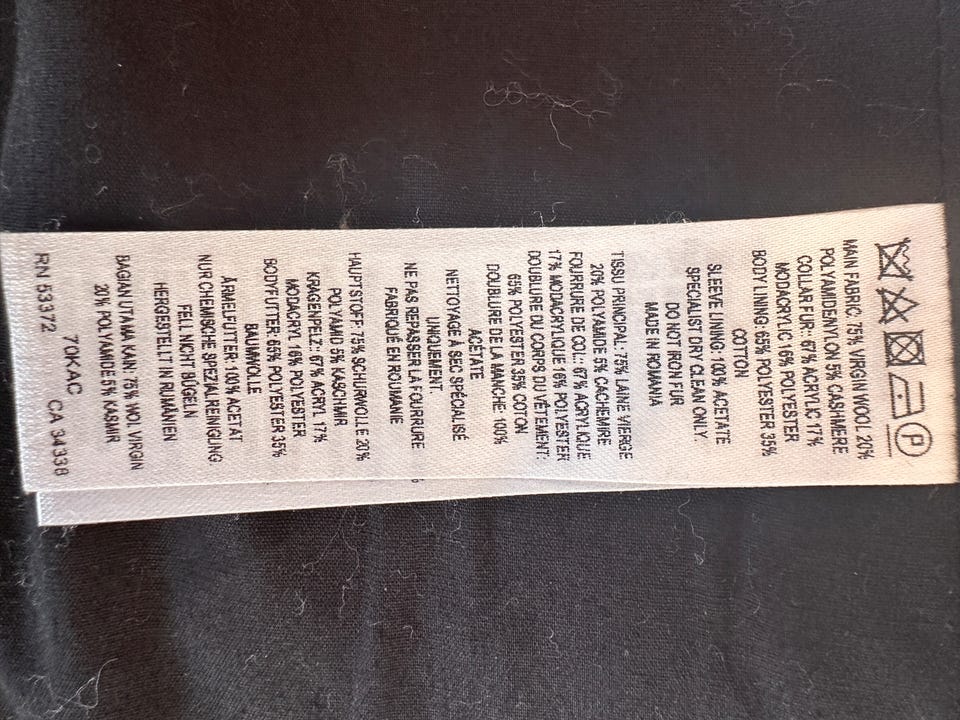 P
MAIN FABRIC: 75% VIRGIN WOOL 20%
POLYAMIDE/NYLON 5% CASHMERE
COLLAR FUR:: 67% ACRYLIC 17%
MODACRYLIC 16% POLYESTER
BODY LINING: 65% POLYESTER 35%
COTTON
SLEEVE LINING: 100% ACETATE
SPECIALIST DRY CLEAN ONLY.
DO NOT IRON FUR
MADE IN ROMANIA
TISSU PRINCIPAL: 75% LAINE VIERGE
20% POLYAMIDE 5% CACHEMIRE
FOURRURE DE COL:: 67% ACRYLIQUE
17% MODACRYLIQUE 16% POLYESTER
DOUBLURE DU CORPS DU VÊTEMENT:
65% POLYESTER 35% COTON
DOUBLURE DE LA MANCHE: 100%
ACÉTATE
NETTOYAGE À SEC SPÉCIALISÉ
UNIQUEMENT.
NE PAS REPASSER LA FOURRURE
FABRIQUÉ EN ROUMANIE
HAUPTSTOFF: 75% SCHURWOLLE 20%
POLYAMID 5% KASCHMIR
KRAGENPELZ:: 67% ACRYL 17%
MODACRYL 16% POLYESTER
BODYFUTTER: 65% POLYESTER 35%
BAUMWOLLE
ÄRMELFUTTER: 100% ACETAT
NUR CHEMISCHE SPEZIALREINIGUNG.
FELL NICHT BÜGELN
HERGESTELLT IN RUMÄNIEN
BAGIAN UTAMA KAIN: 75% WOL VIRGIN
20% POLYAMIDE 5% KASMIR
70KAC
RN 53372 CA 34338